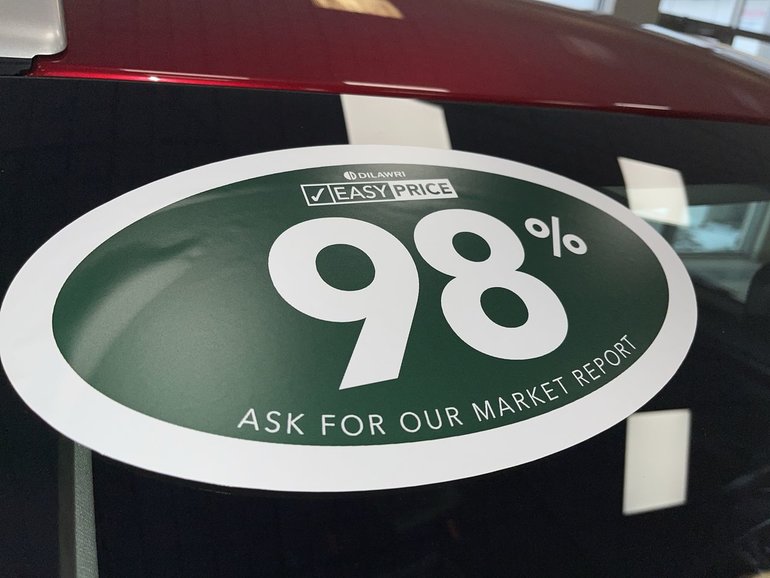 DILAWRI
EASY PRICE
98%
ASK FOR OUR MARKET REPORT